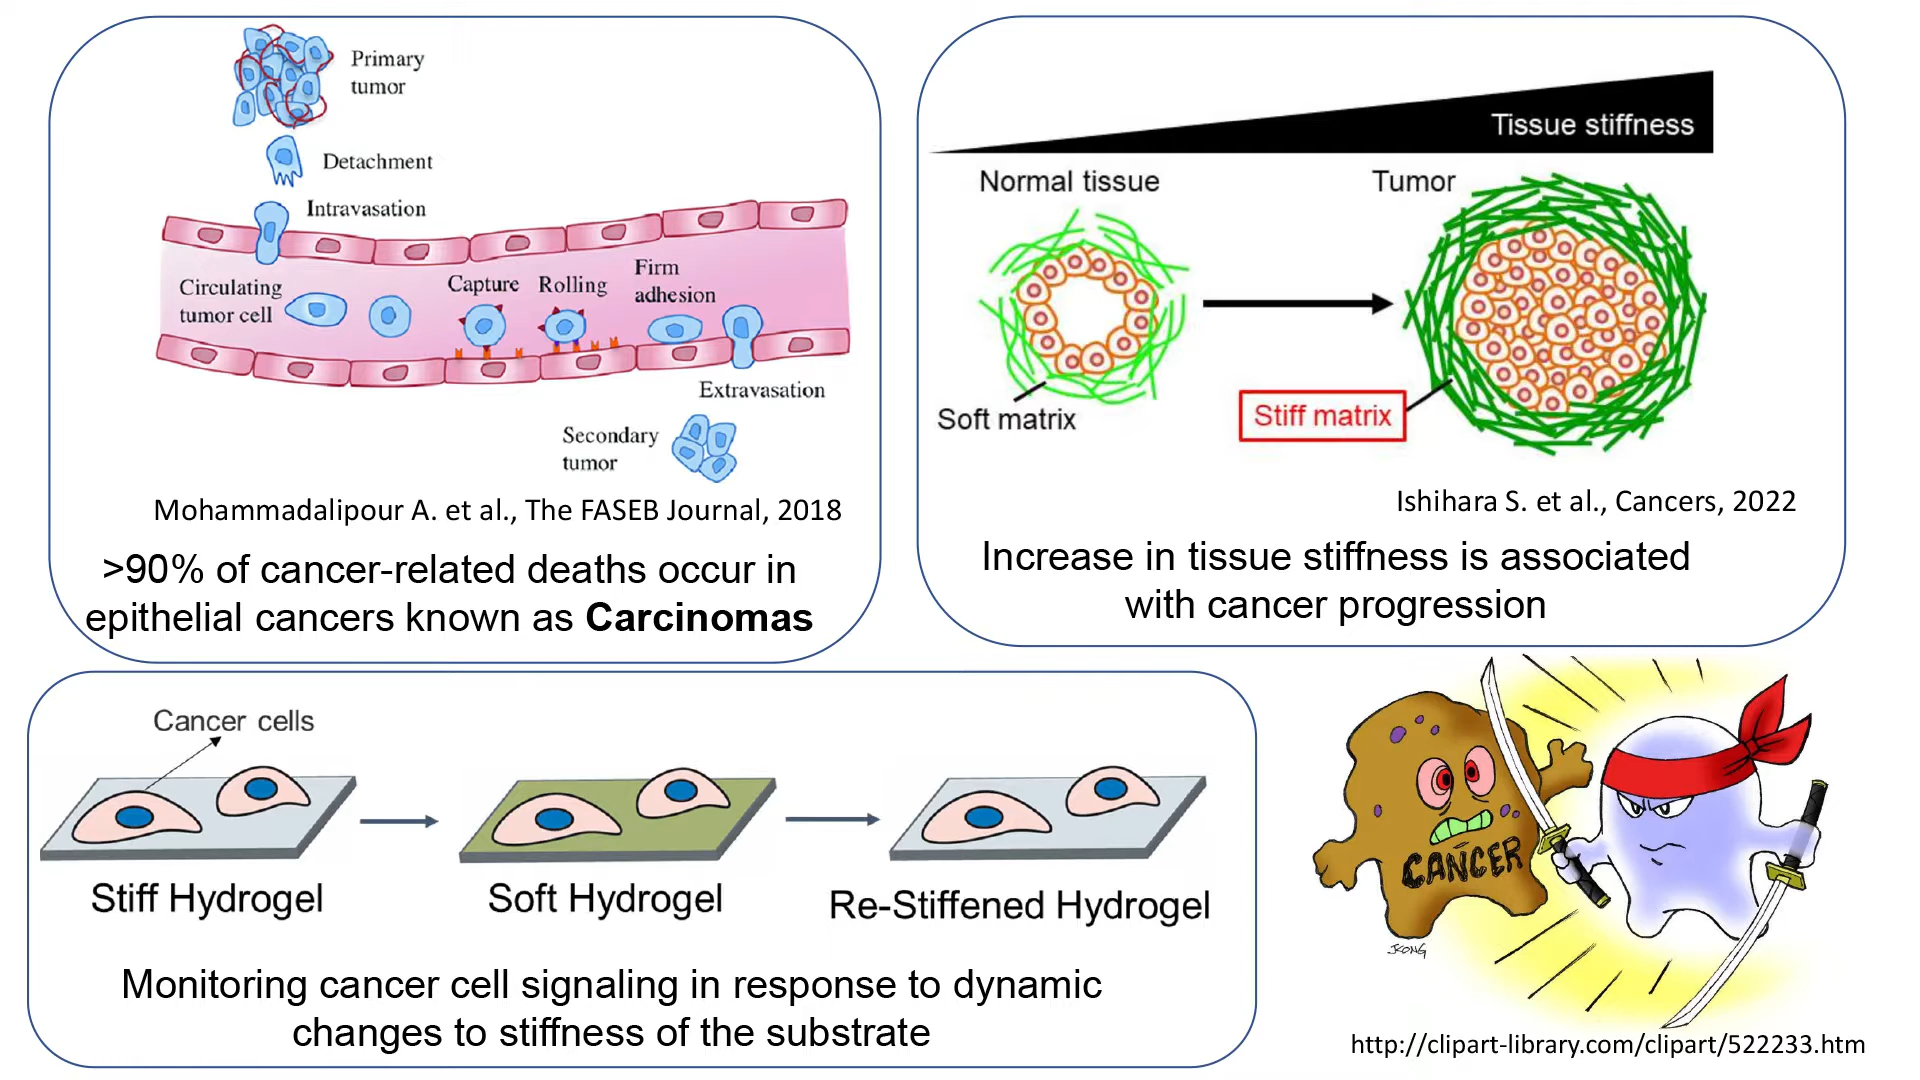 Primary
tumor
Detachment
Intravasation
Circulating
tumor cell
Capture
Rolling
Firm
adhesion
Extravasation
Secondary
tumor
Mohammadalipour A. et al., The FASEB Journal, 2018
>90% of cancer-related deaths occur in
epithelial cancers known as Carcinomas
Tissue stiffness
Normal tissue
Tumor
Soft matrix
Stiff matrix
Ishihara S. et al., Cancers, 2022
Increase in tissue stiffness is associated
with cancer progression
Cancer cells
Stiff Hydrogel
Soft Hydrogel
Re-Stiffened Hydrogel
Monitoring cancer cell signaling in response to dynamic
changes to stiffness of the substrate
CANCER
JKONG
http://clipart-library.com/clipart/522233.htm